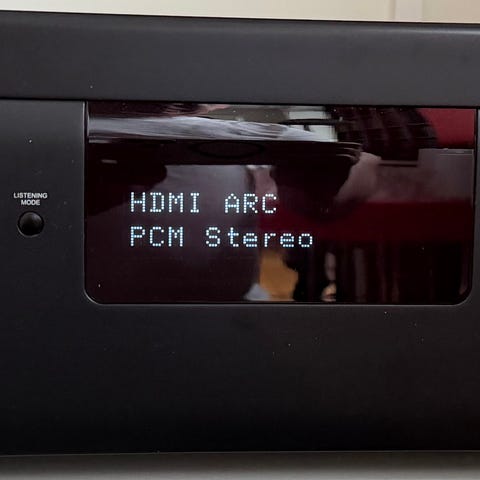 LISTENING
MODE
HDMI ARC
PCM Stereo